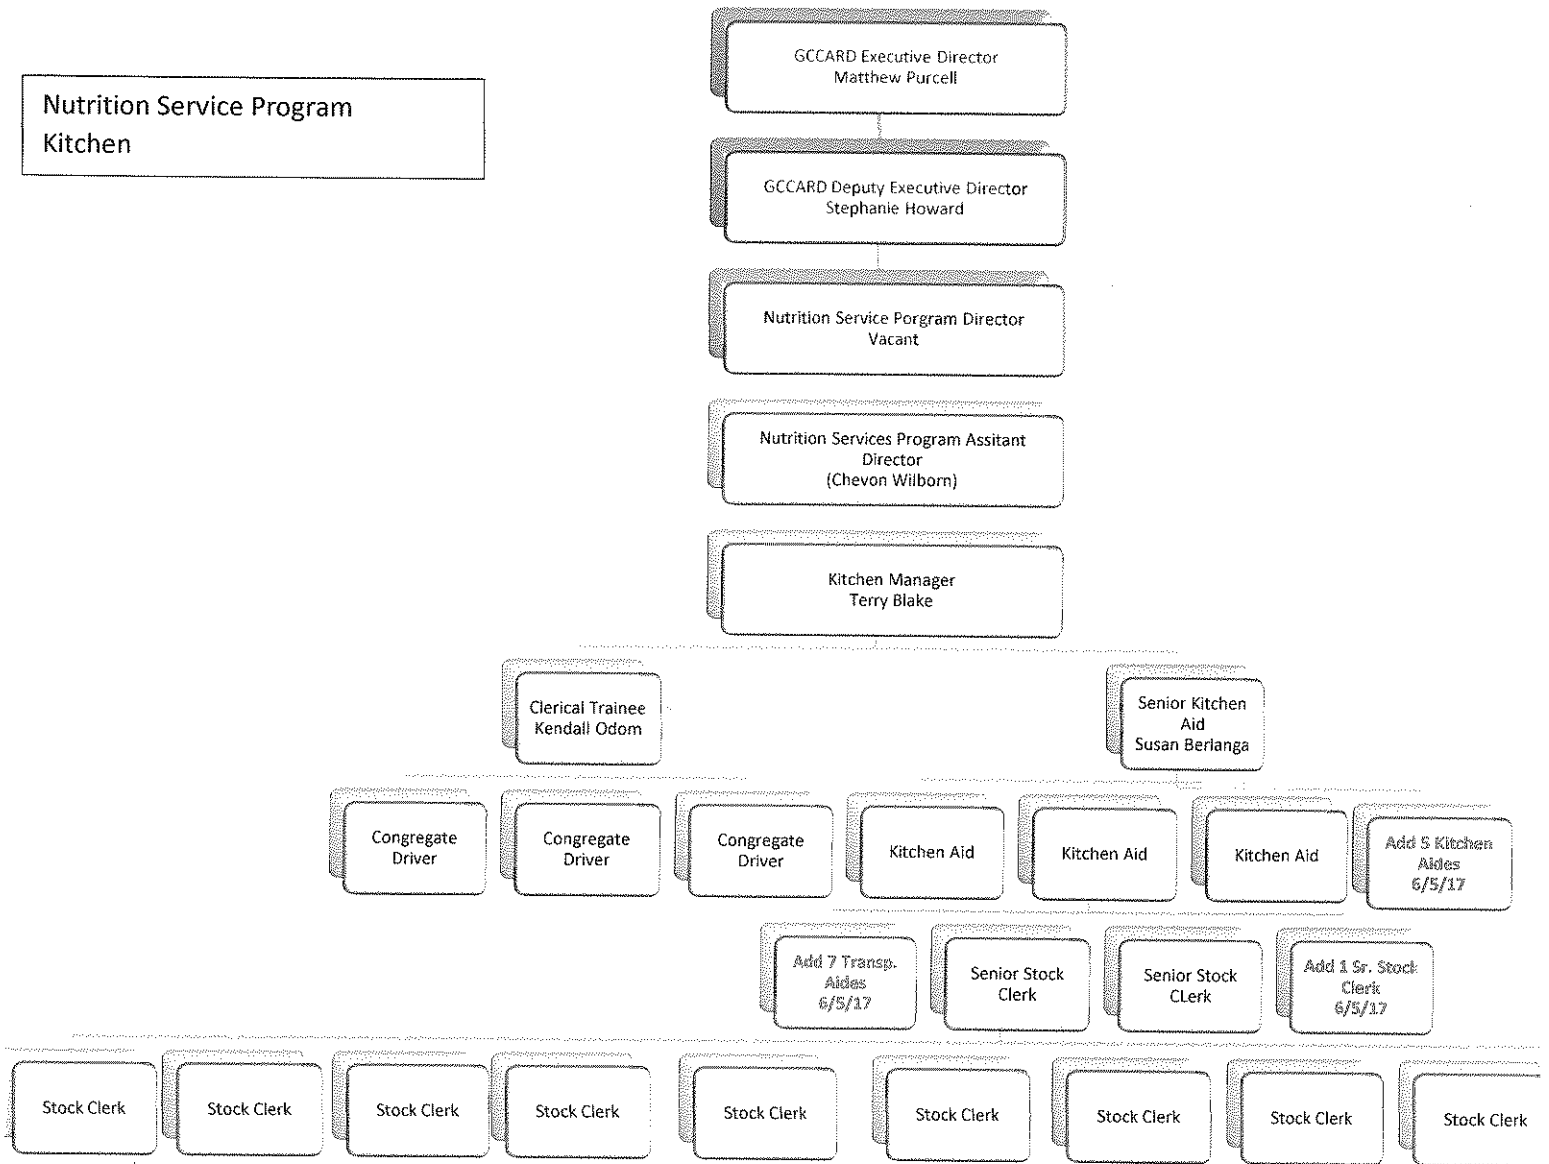 Nutrition Service Program
Kitchen
GCCARD Executive Director
Matthew Purcell
GCCARD Deputy Executive Director
Stephanie Howard
Nutrition Service Porgram Director
Vacant
Nutrition Services Program Assitant
Director
(Chevon Wilborn)
Kitchen Manager
Terry Blake
Clerical Trainee
Kendall Odom
Senior Kitchen
Aid
Susan Berlanga
Congregate
Driver
Congregate
Driver
Congregate
Driver
Kitchen Aid
Kitchen Aid
Kitchen Aid
Add 5 Kitchen
Aides
6/5/17
Add 7 Transp.
Aides
6/5/17
Senior Stock
Clerk
Senior Stock
CLerk
Add 1 Sr. Stock
Clerk
6/5/17
Stock Clerk
Stock Clerk
Stock Clerk
Stock Clerk
Stock Clerk
Stock Clerk
Stock Clerk
Stock Clerk
Stock Clerk